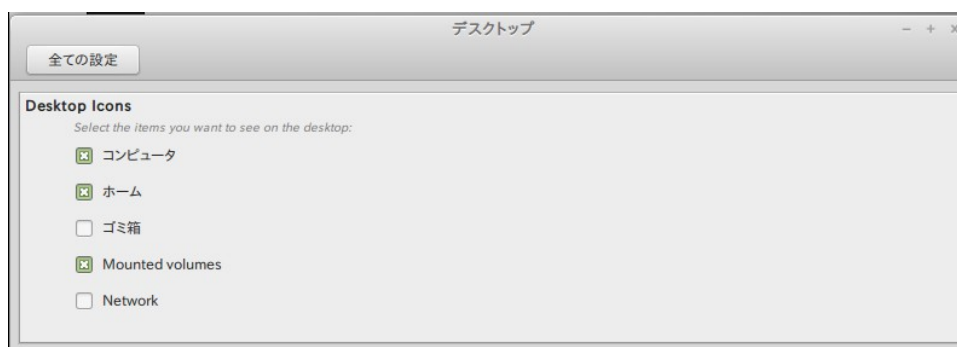 デスクトップ
全ての設定
Desktop Icons
Select the items you want to see on the desktop:
コンピュータ
ホーム
ゴミ箱
Mounted volumes
Network